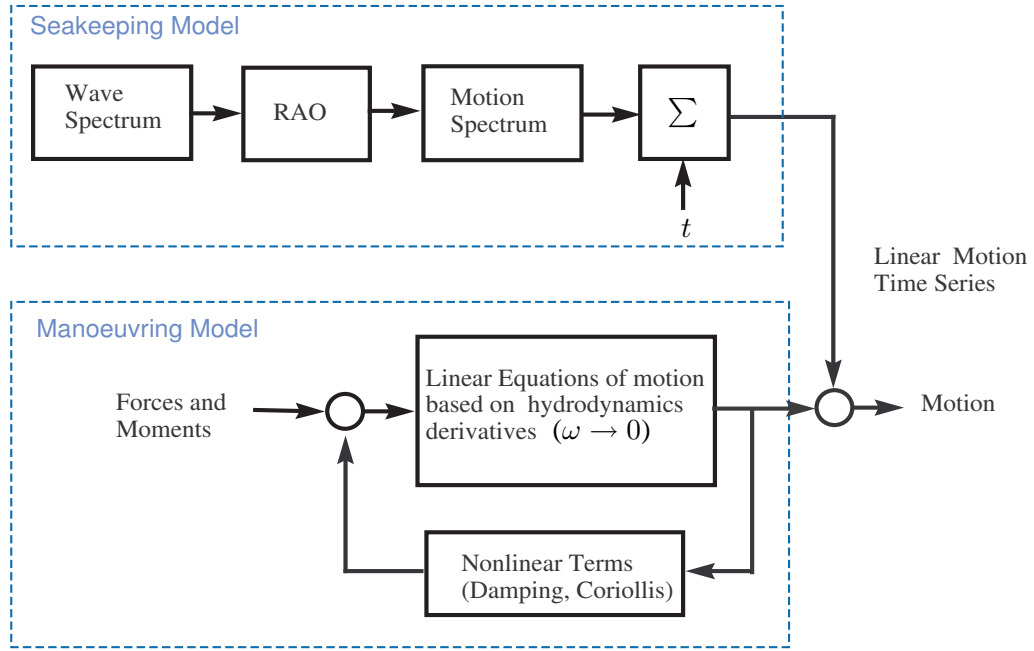 Seakeeping Model
Wave
Spectrum
RAO
Motion
Spectrum
∑
t
Linear Motion
Time Series
Manoeuvring Model
Forces and
Moments
Linear Equations of motion
based on hydrodynamics
derivatives (ω → 0)
Motion
Nonlinear Terms
(Damping, Coriollis)